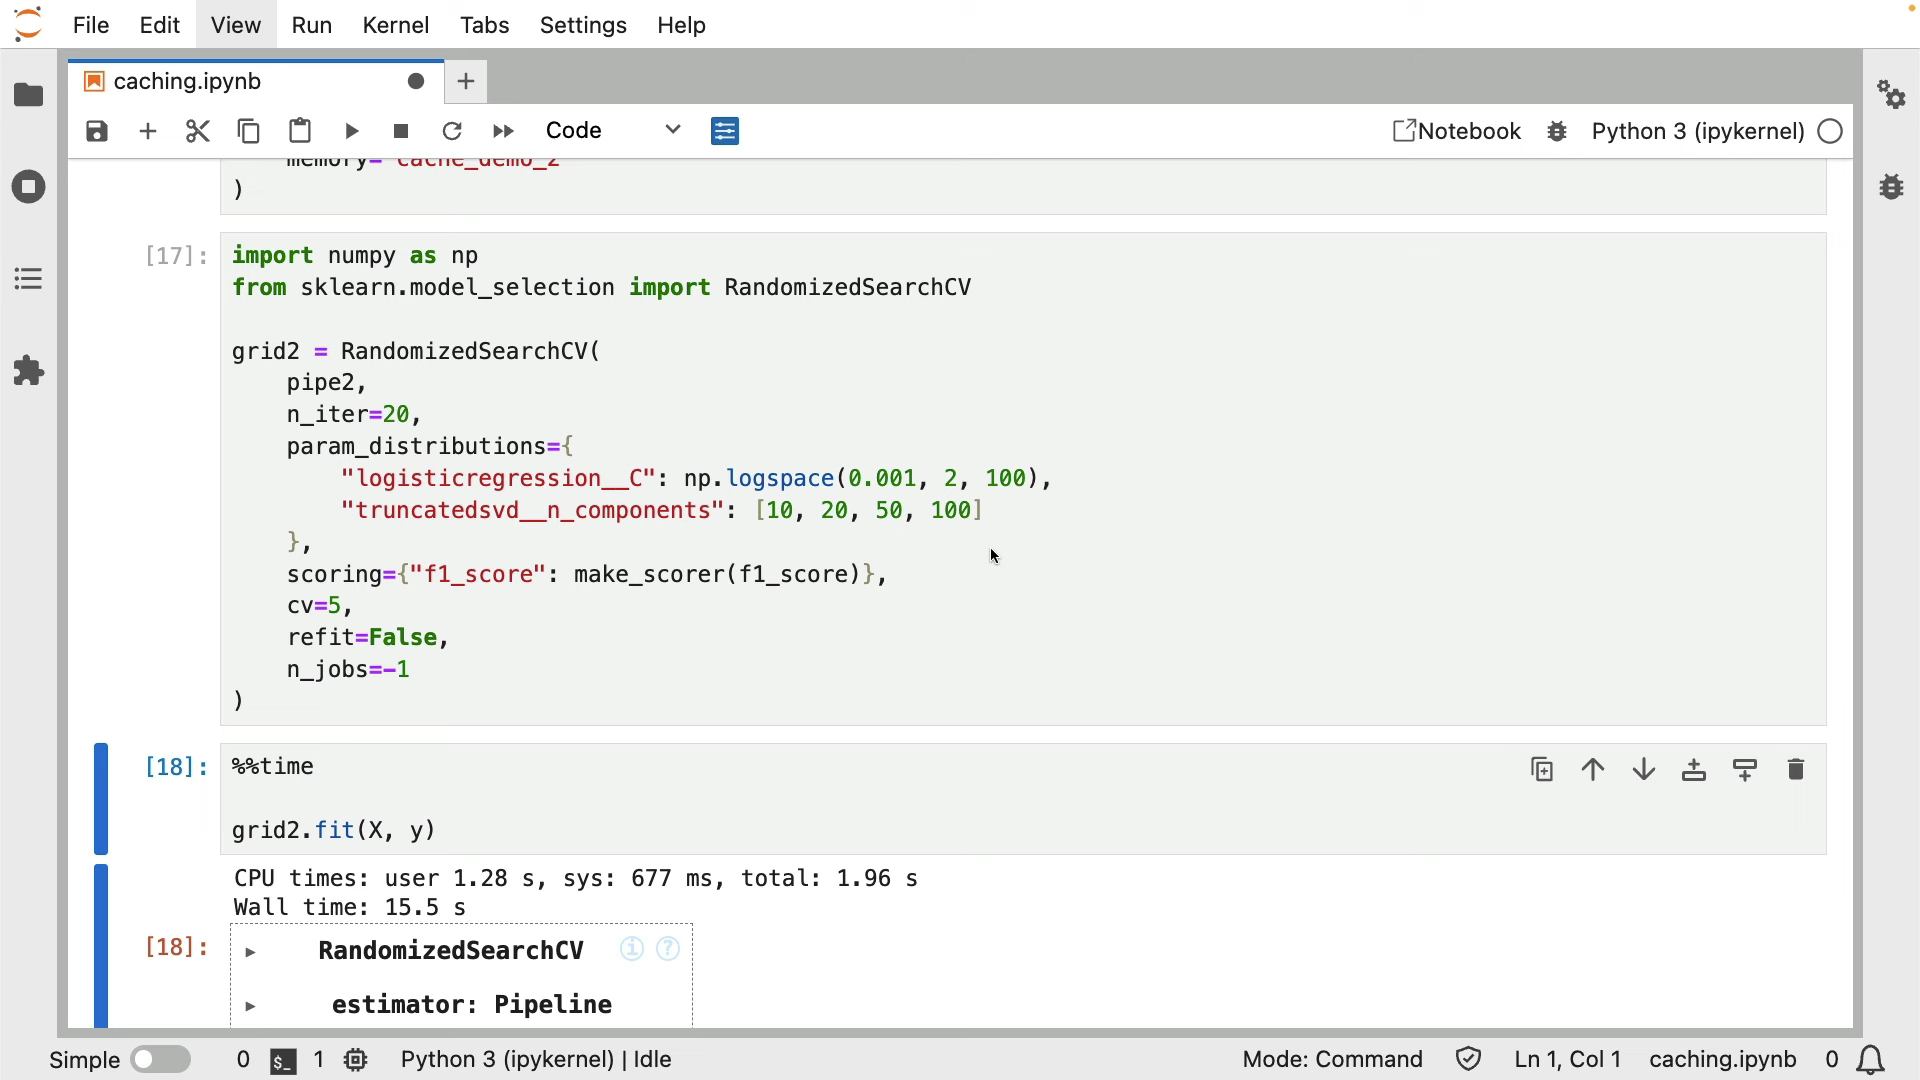 File Edit View Run Kernel Tabs Settings Help
caching.ipynb
Code
Notebook
Python 3 (ipykernel)
memory="cache_demo_2"
)
[17]:
import numpy as np
from sklearn.model_selection import RandomizedSearchCV
grid2 = RandomizedSearchCV(
pipe2,
n_iter=20,
param_distributions={
"logisticregression__C": np.logspace(0.001, 2, 100),
"truncatedsvd__n_components": [10, 20, 50, 100]
},
scoring={"f1_score": make_scorer(f1_score)},
cv=5,
refit=False,
n_jobs=-1
)
[18]:
%%time
grid2.fit(X, y)
CPU times: user 1.28 s, sys: 677 ms, total: 1.96 s
Wall time: 15.5 s
[18]:
RandomizedSearchCV
estimator: Pipeline
Simple 0 1 Python 3 (ipykernel) | Idle Mode: Command Ln 1, Col 1 caching.ipynb 0